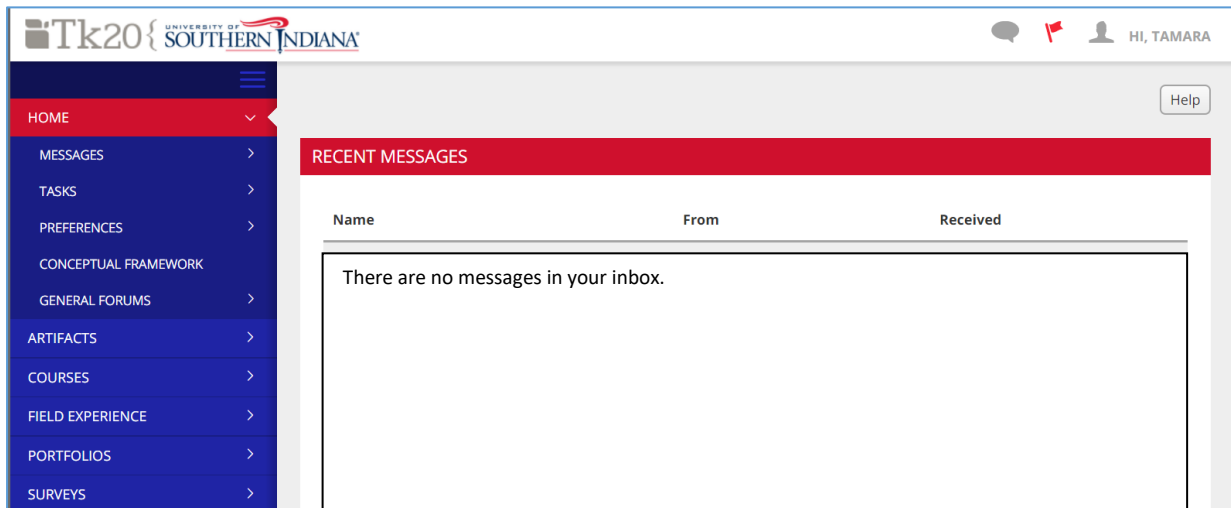 Tk20{ UNIVERSITY OF SOUTHERN INDIANA
HI, TAMARA
Help
HOME
MESSAGES
TASKS
PREFERENCES
CONCEPTUAL FRAMEWORK
GENERAL FORUMS
ARTIFACTS
COURSES
FIELD EXPERIENCE
PORTFOLIOS
SURVEYS
RECENT MESSAGES
Name From Received
There are no messages in your inbox.